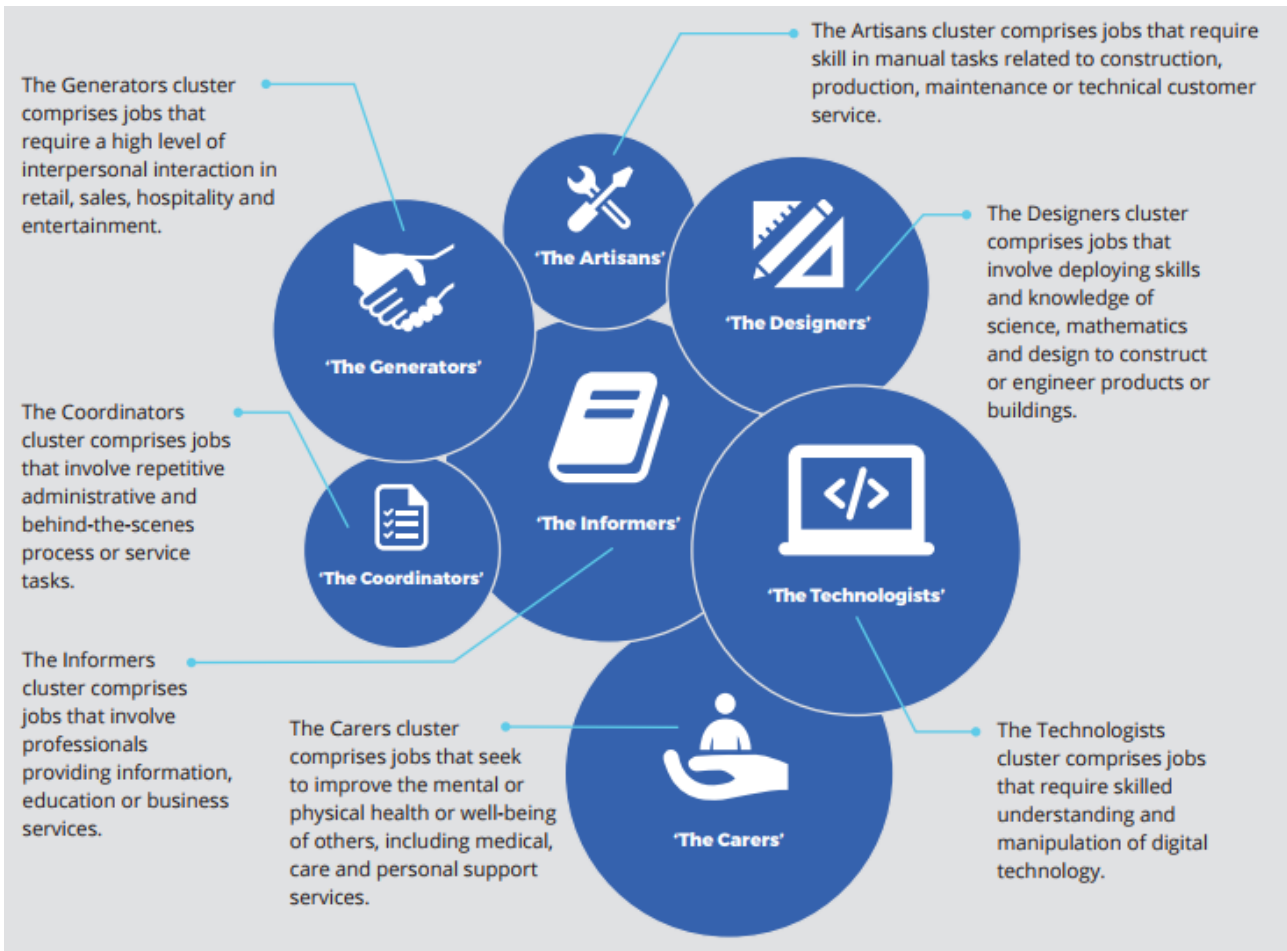 The Artisans cluster comprises jobs that require
skill in manual tasks related to construction,
production, maintenance or technical customer
service.
The Generators cluster
comprises jobs that
require a high level of
interpersonal interaction in
retail, sales, hospitality and
entertainment.
‘The Artisans’
The Designers cluster
comprises jobs that
involve deploying skills
and knowledge of
science, mathematics
and design to construct
or engineer products or
buildings.
‘The Designers’
‘The Generators’
The Coordinators
cluster comprises jobs
that involve repetitive
administrative and
behind-the-scenes
process or service
tasks.
</>
‘The Informers’
‘The Coordinators’
‘The Technologists’
The Informers
cluster comprises
jobs that involve
professionals
providing information,
education or business
services.
The Carers cluster
comprises jobs that seek
to improve the mental or
physical health or well-being
of others, including medical,
care and personal support
services.
‘The Carers’
The Technologists
cluster comprises jobs
that require skilled
understanding and
manipulation of digital
technology.